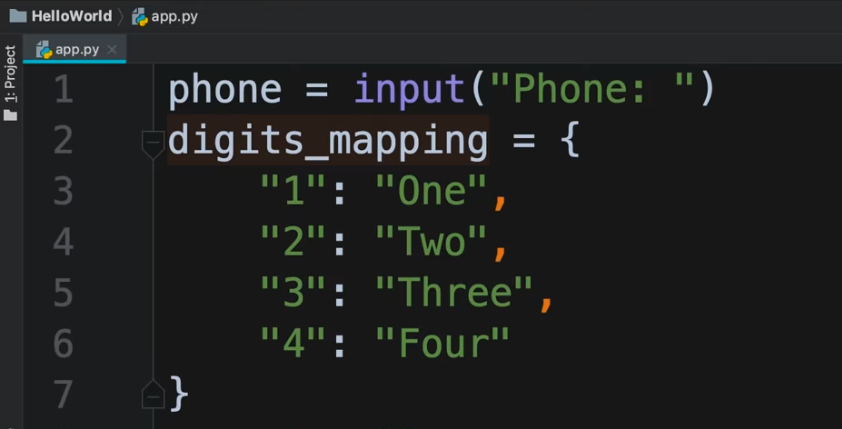 HelloWorld 〉 app.py
app.py ×
1: Project
1 phone = input("Phone: ")
2 digits_mapping = {
3     "1": "One",
4     "2": "Two",
5     "3": "Three",
6     "4": "Four"
7 }